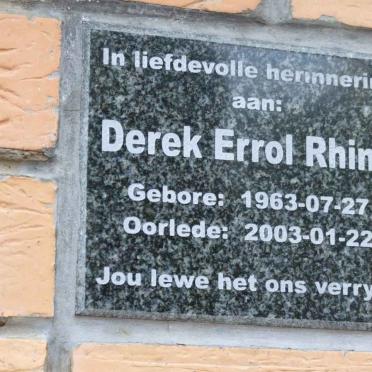 In liefdevolle herinnerin
aan:
Derek Errol Rhin
Gebore: 1963-07-27
Oorlede: 2003-01-22
Jou lewe het ons verry